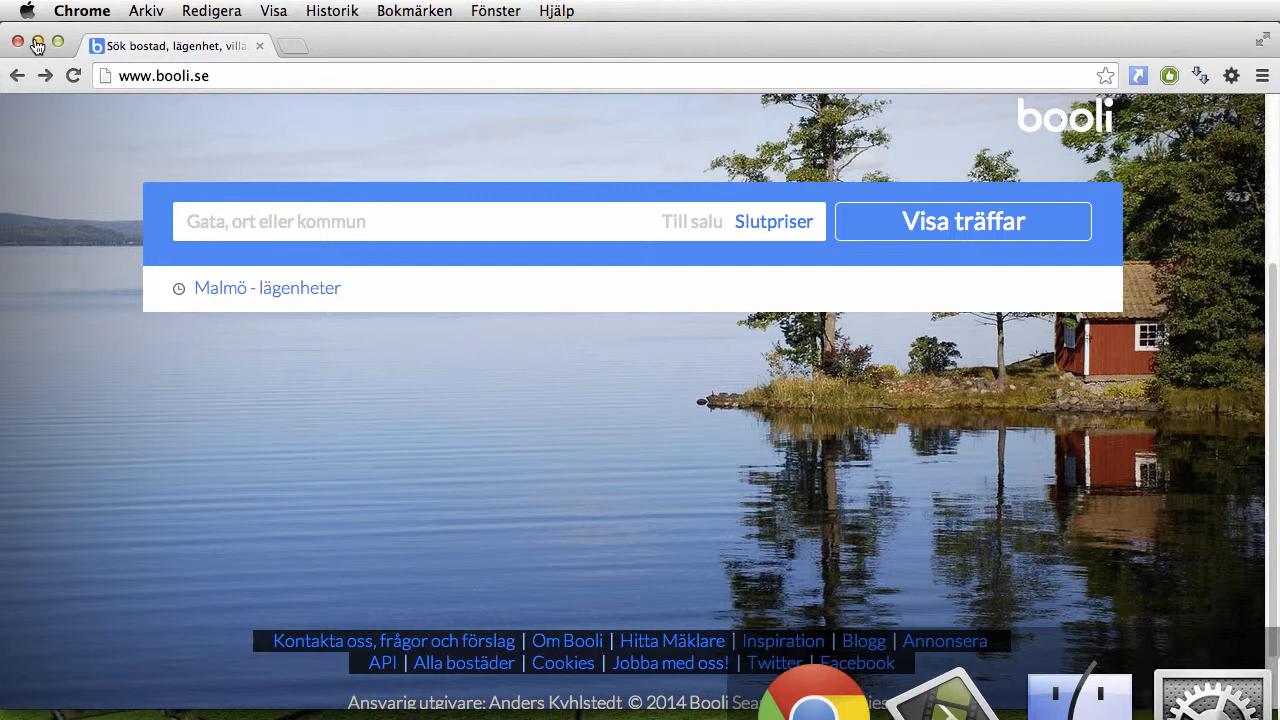 Chrome Arkiv Redigera Visa Historik Bokmärken Fönster Hjälp
Sök bostad, lägenhet, villa
www.booli.se
booli
Gata, ort eller kommun Till salu Slutpriser Visa träffar
Malmö - lägenheter
Kontakta oss, frågor och förslag | Om Booli | Hitta Mäklare | Inspiration | Blogg | Annonsera
API | Alla bostäder | Cookies | Jobba med oss! | Twitter | Facebook
Ansvarig utgivare: Anders Kyhlstedt © 2014 Booli